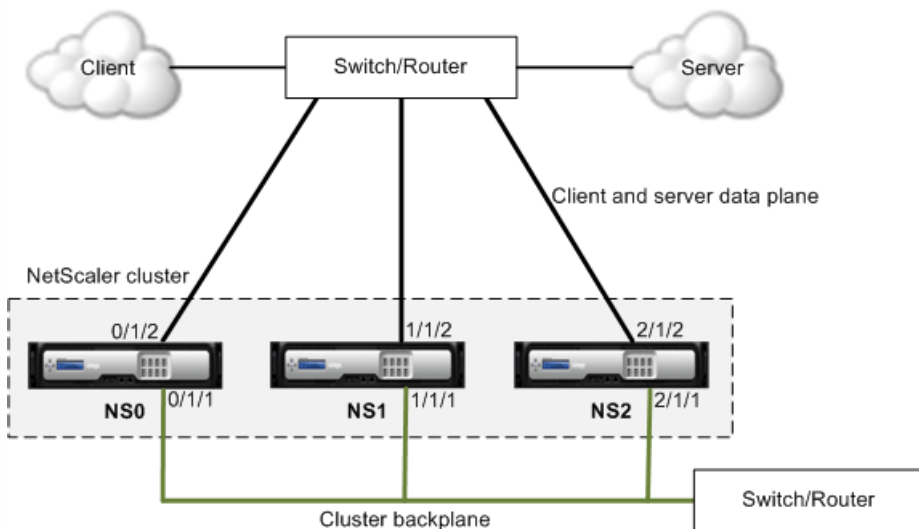 Client
Switch/Router
Server
Client and server data plane
NetScaler cluster
0/1/2
1/1/2
2/1/2
0/1/1
1/1/1
2/1/1
NS0
NS1
NS2
Switch/Router
Cluster backplane